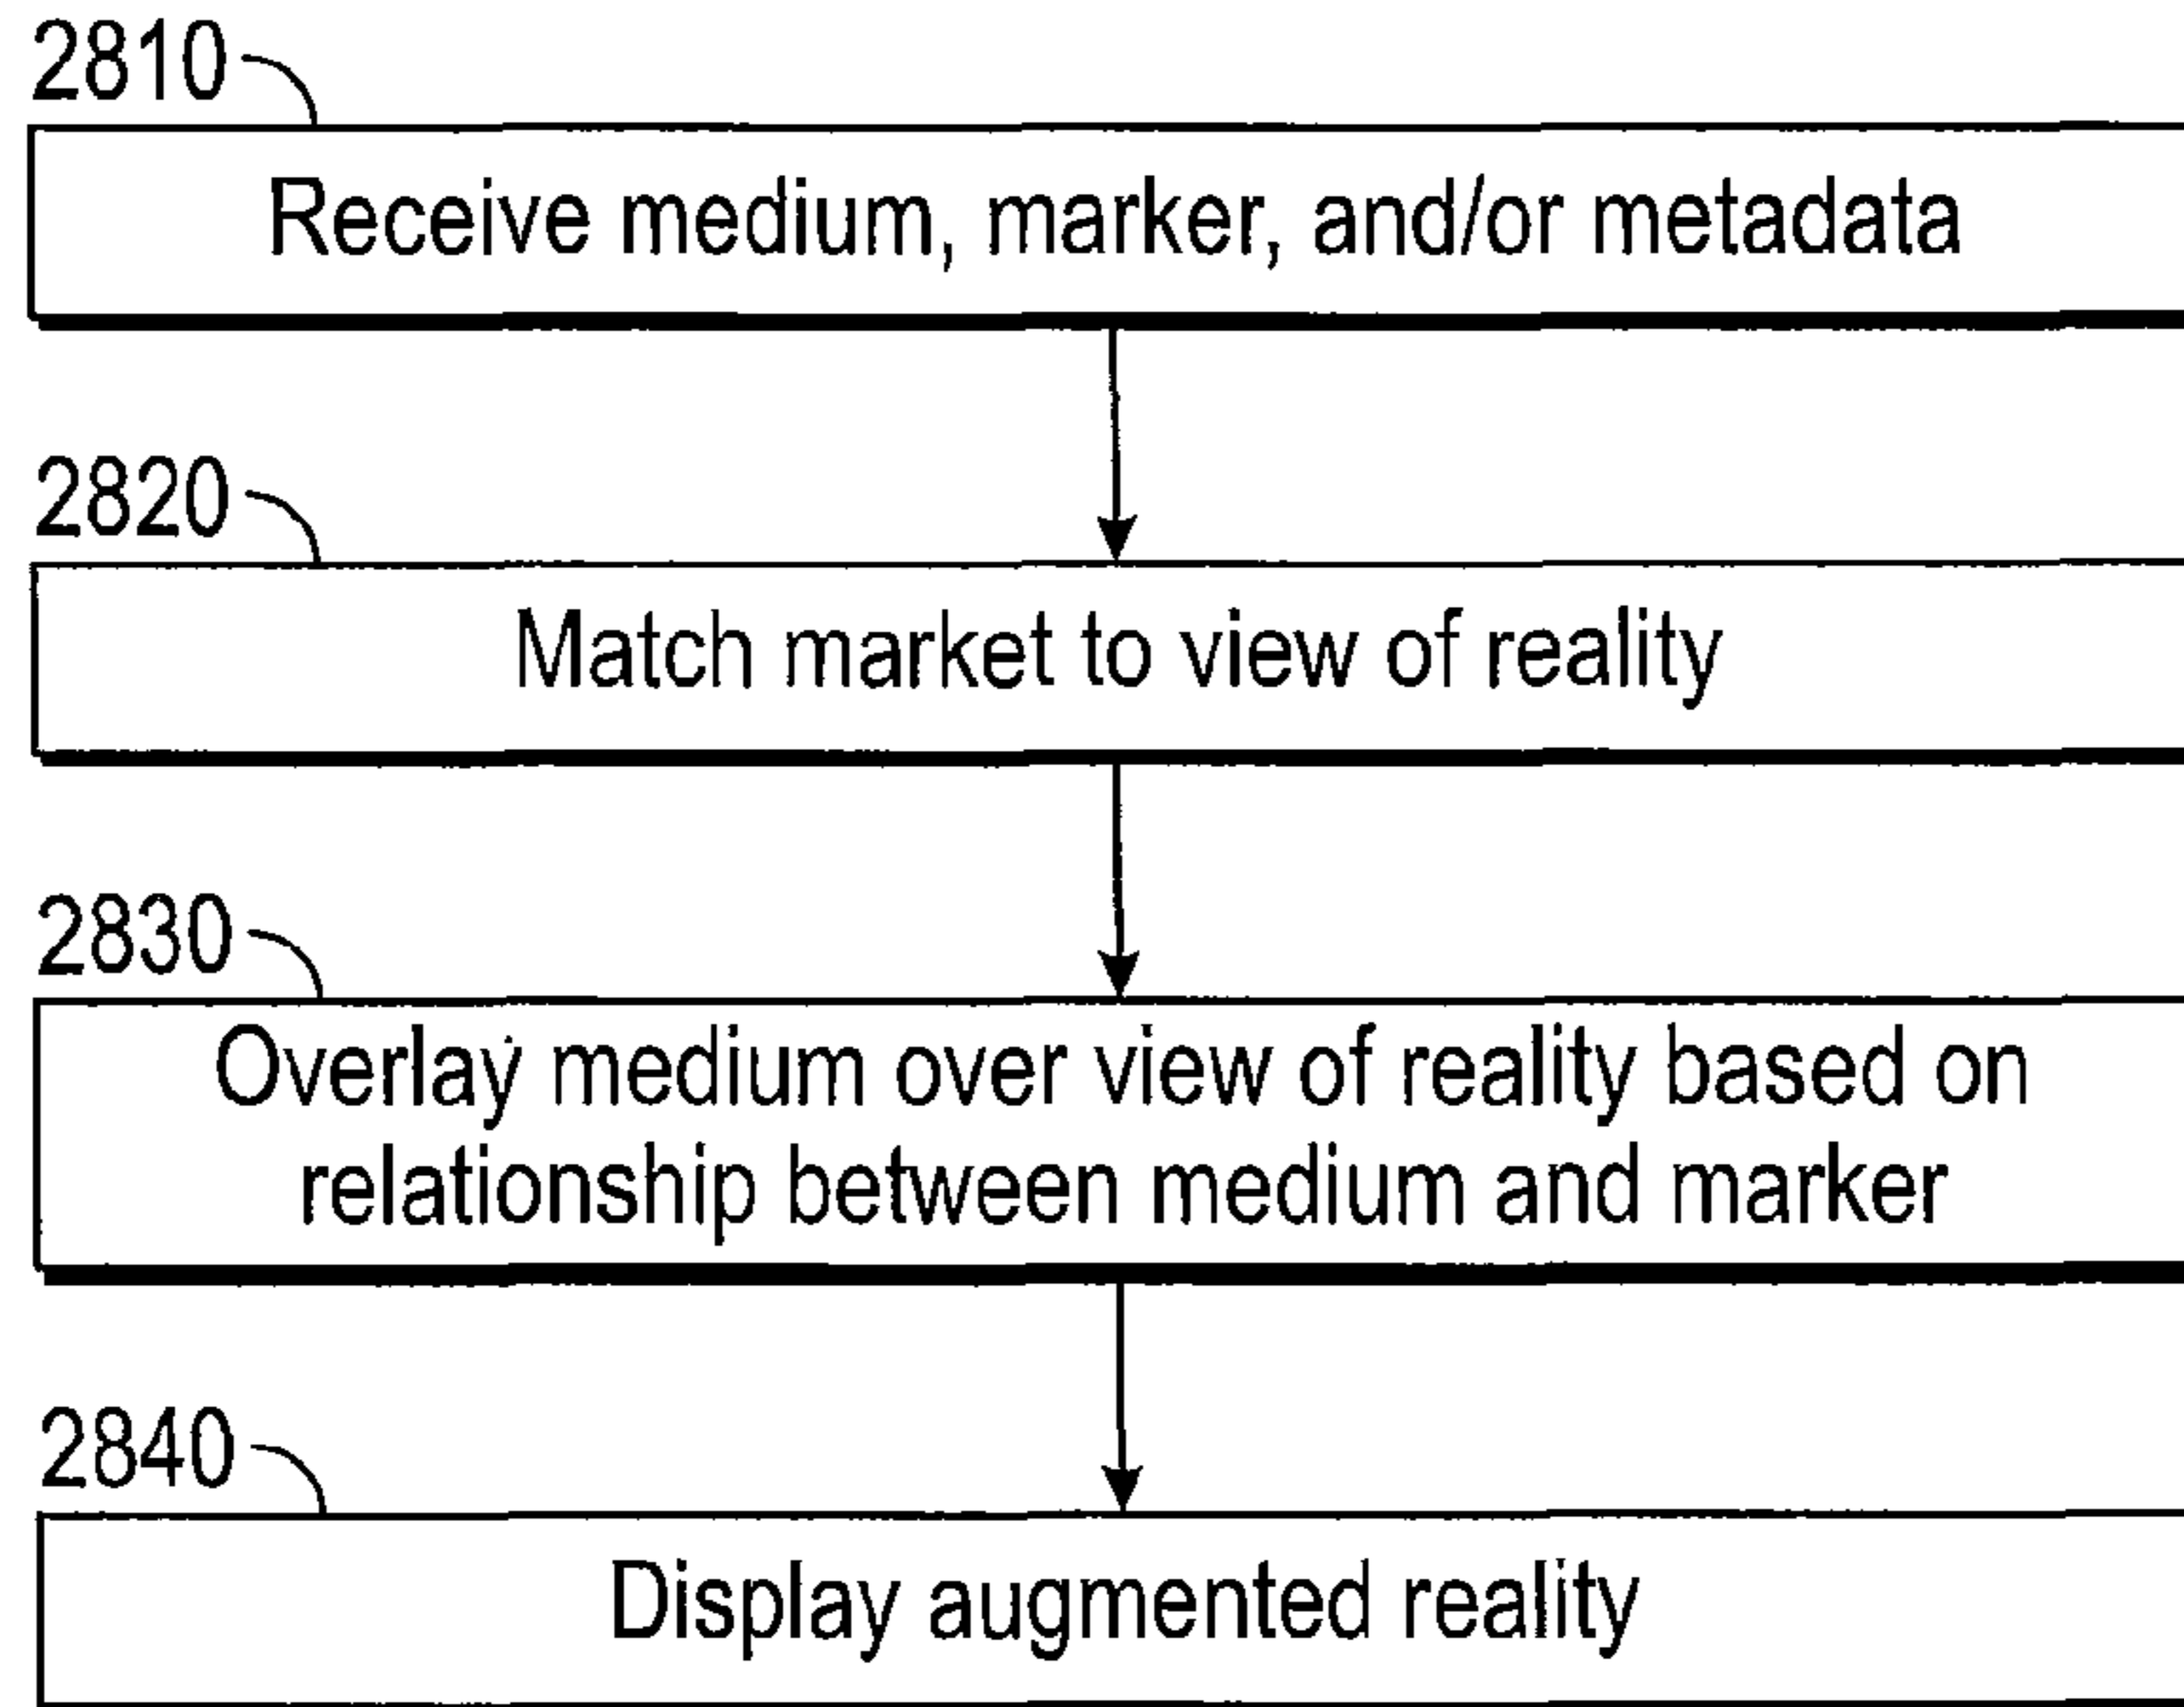 2810
Receive medium, marker, and/or metadata
2820
Match market to view of reality
2830
Overlay medium over view of reality based on
relationship between medium and marker
2840
Display augmented reality